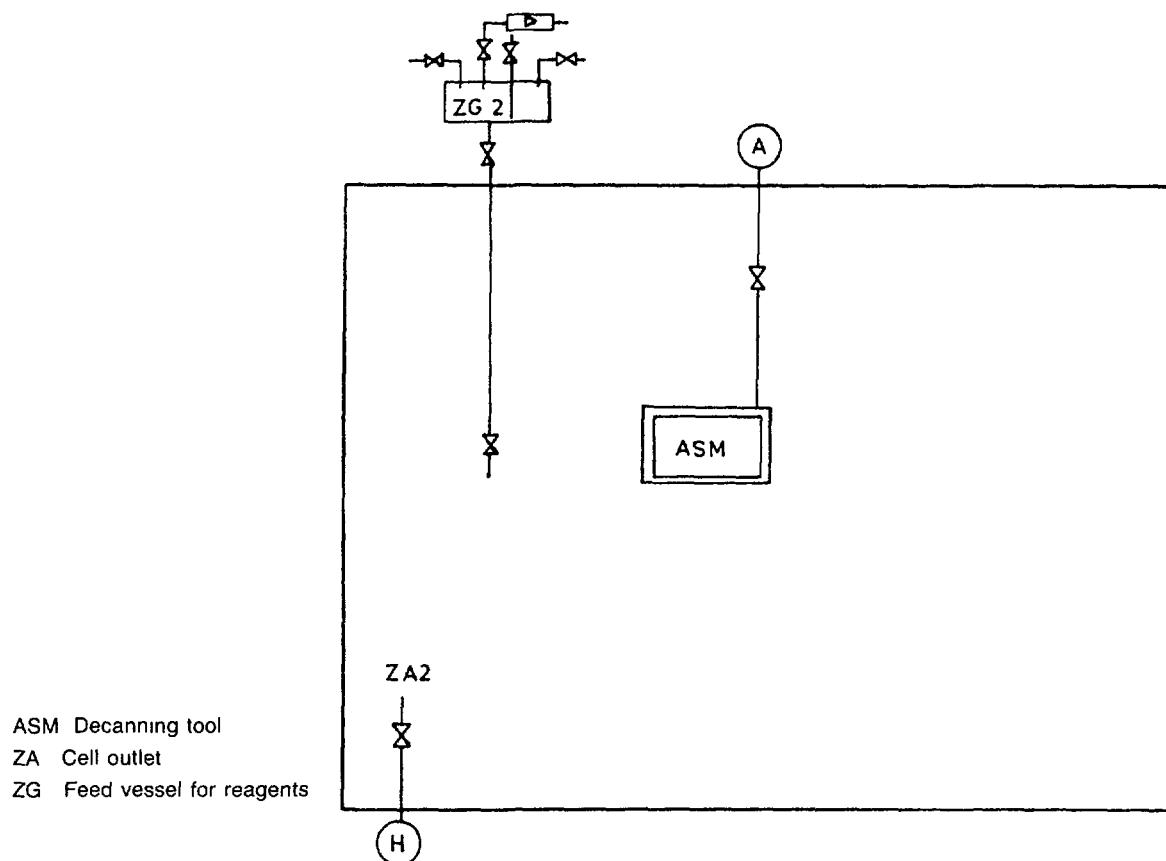 ZG 2
A
ASM
ZA2
ASM Decanning tool
ZA Cell outlet
ZG Feed vessel for reagents
H